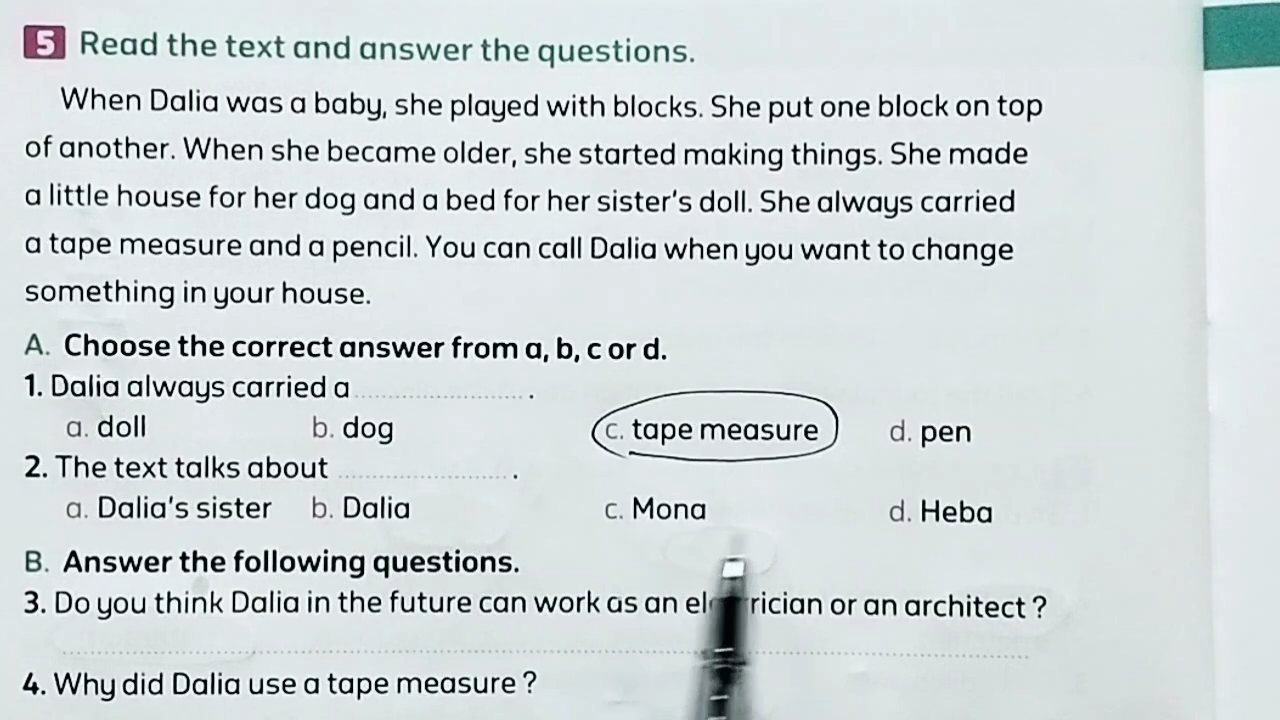 5 Read the text and answer the questions.
When Dalia was a baby, she played with blocks. She put one block on top
of another. When she became older, she started making things. She made
a little house for her dog and a bed for her sister's doll. She always carried
a tape measure and a pencil. You can call Dalia when you want to change
something in your house.
A. Choose the correct answer from a, b, c or d.
1. Dalia always carried a .................... .
a. doll b. dog c. tape measure d. pen
2. The text talks about .................... .
a. Dalia's sister b. Dalia c. Mona d. Heba
B. Answer the following questions.
3. Do you think Dalia in the future can work as an or an architect ?
4. Why did Dalia use a tape measure ?